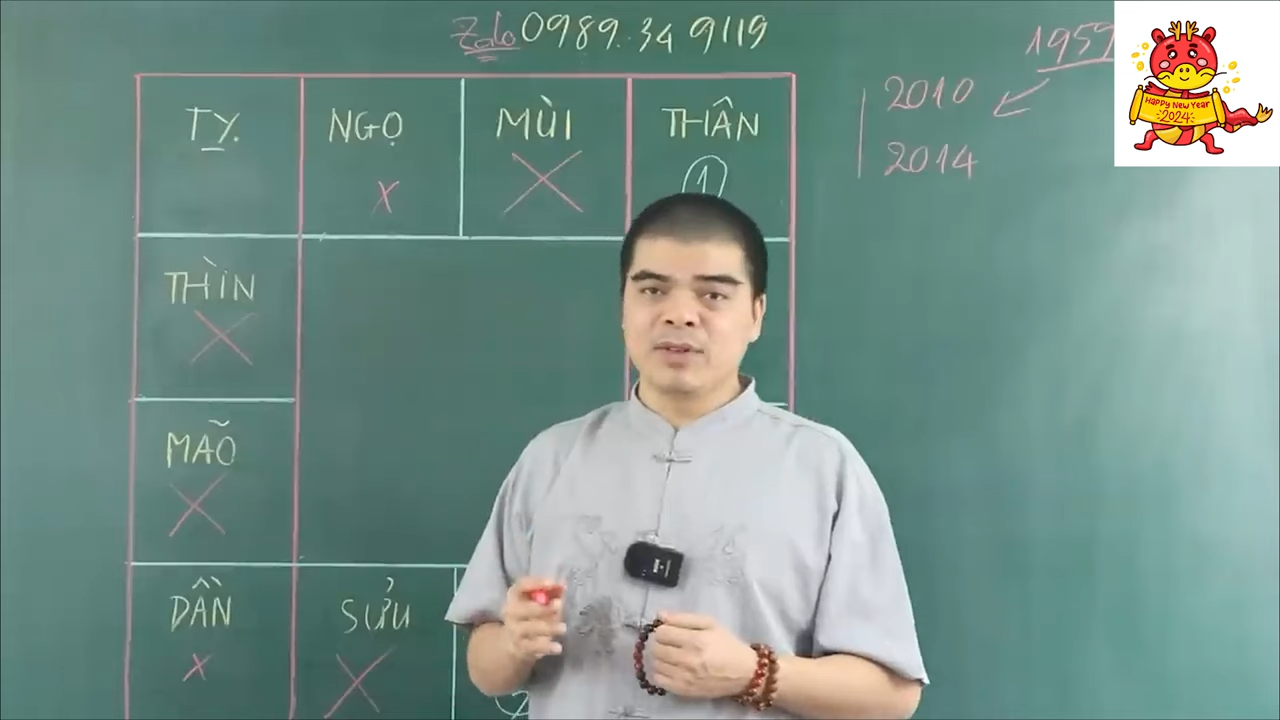 Zalo 0989.34 9119
1959
2010
2014
TỴ
NGỌ
X
MÙI
X
THÂN
1
THÌN
X
MÃO
X
DẦN
X
SỬU
X
HAPPY NEW YEAR
2024